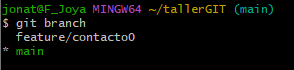 jonat@F_Joya MINGW64 ~/tallerGIT (main)
$ git branch
  feature/contacto0
* main